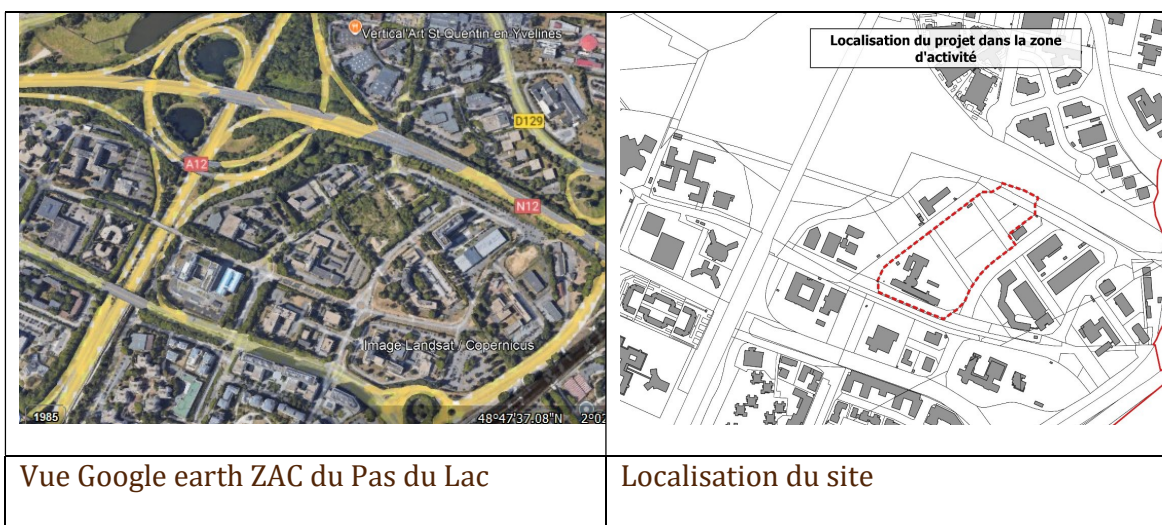 Vertical'Art St-Quentin-en-Yvelines
D129
A12
N12
Image Landsat / Copernicus
1985
48°47'37.08"N
Localisation du projet dans la zone
d'activité
Vue Google earth ZAC du Pas du Lac
Localisation du site